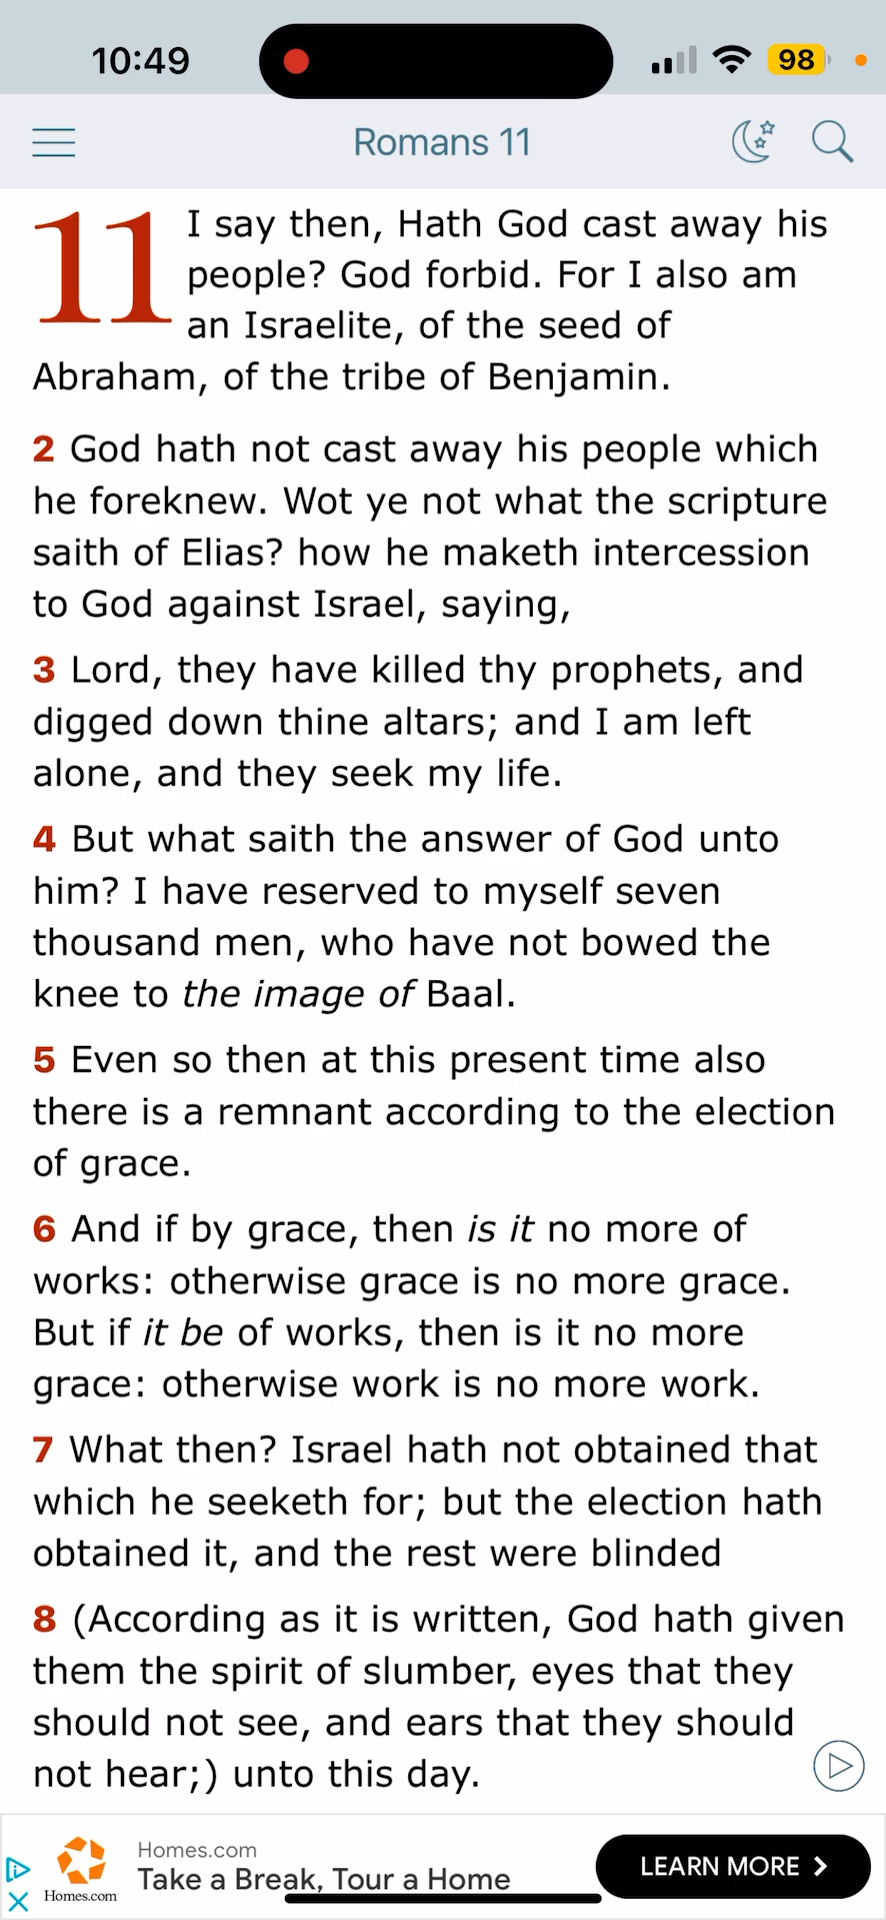 10:49
98
Romans 11
11 I say then, Hath God cast away his
people? God forbid. For I also am
an Israelite, of the seed of
Abraham, of the tribe of Benjamin.
2 God hath not cast away his people which
he foreknew. Wot ye not what the scripture
saith of Elias? how he maketh intercession
to God against Israel, saying,
3 Lord, they have killed thy prophets, and
digged down thine altars; and I am left
alone, and they seek my life.
4 But what saith the answer of God unto
him? I have reserved to myself seven
thousand men, who have not bowed the
knee to the image of Baal.
5 Even so then at this present time also
there is a remnant according to the election
of grace.
6 And if by grace, then is it no more of
works: otherwise grace is no more grace.
But if it be of works, then is it no more
grace: otherwise work is no more work.
7 What then? Israel hath not obtained that
which he seeketh for; but the election hath
obtained it, and the rest were blinded
8 (According as it is written, God hath given
them the spirit of slumber, eyes that they
should not see, and ears that they should
not hear;) unto this day.
Homes.com
Take a Break, Tour a Home
LEARN MORE
Homes.com